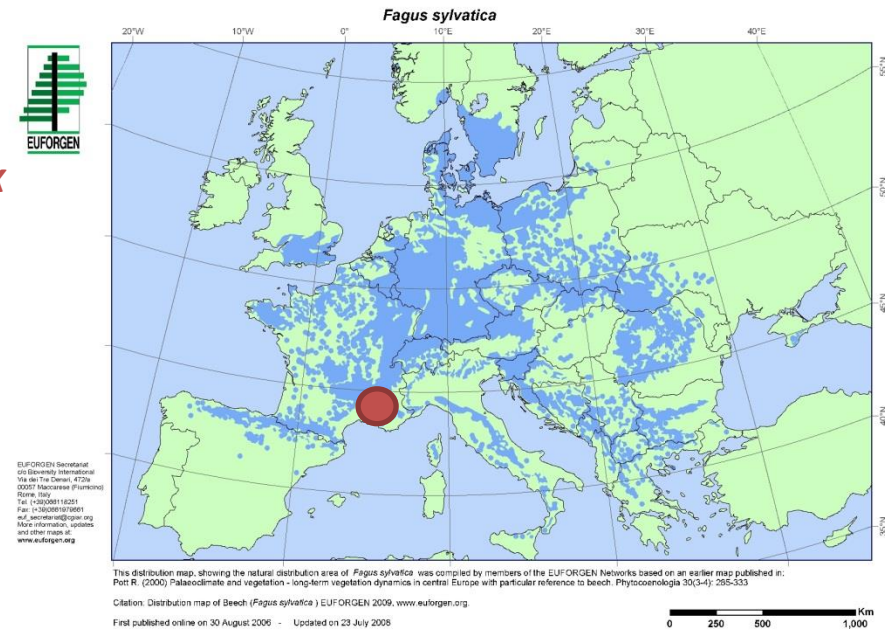 Fagus sylvatica
20°W 10°W 0° 10°E 20°E 30°E 40°E
55°N
50°N
45°N
40°N
35°N
EUFORGEN
EUFORGEN Secretariat
c/o Bioversity International
Via dei Tre Denari, 472/a
00057 Maccarese (Fiumicino)
Rome, Italy
Tel. (+39)066118251
Fax: (+39)0661979661
euf_secretariat@cgiar.org
More information, updates
and other maps at:
www.euforgen.org
This distribution map, showing the natural distribution area of Fagus sylvatica was compiled by members of the EUFORGEN Networks based on an earlier map published in:
Pott R. (2000) Palaeoclimate and vegetation - long-term vegetation dynamics in central Europe with particular reference to beech. Phytocoenologia 30(3-4): 285-333
Citation: Distribution map of Beech (Fagus sylvatica ) EUFORGEN 2009, www.euforgen.org.
First published online on 30 August 2006 - Updated on 23 July 2008
Km
0 250 500 1,000